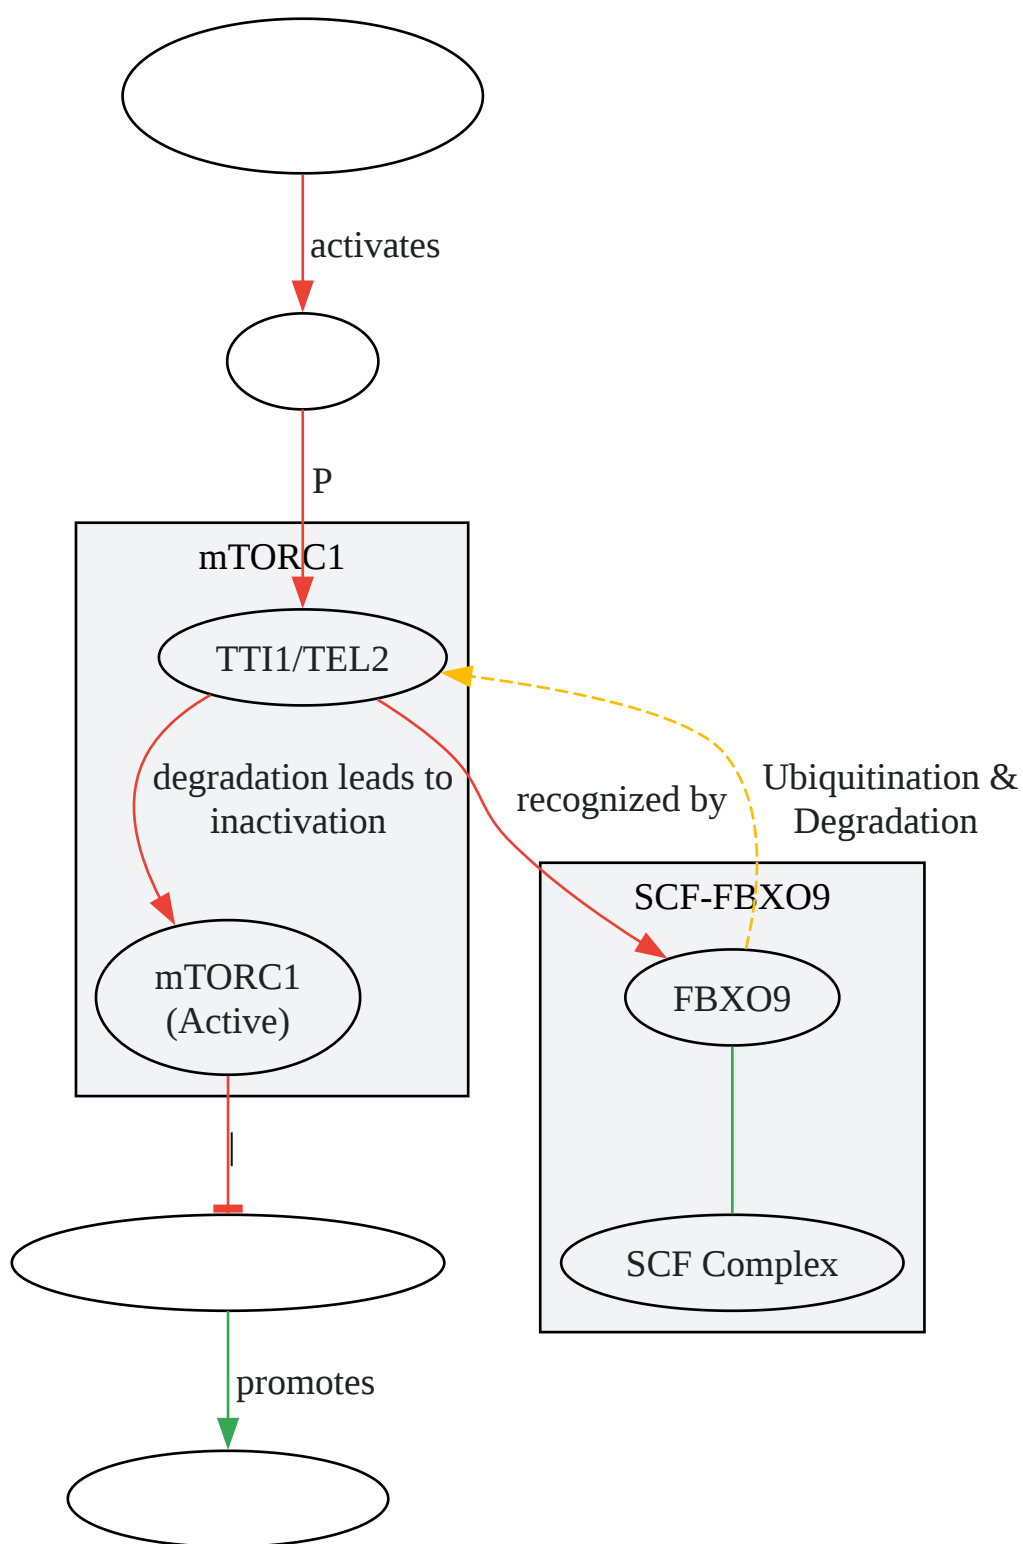 activates
P
mTORC1
TTI1/TEL2
degradation leads to
inactivation
recognized by
Ubiquitination &
Degradation
SCF-FBXO9
mTORC1
(Active)
FBXO9
|
SCF Complex
promotes